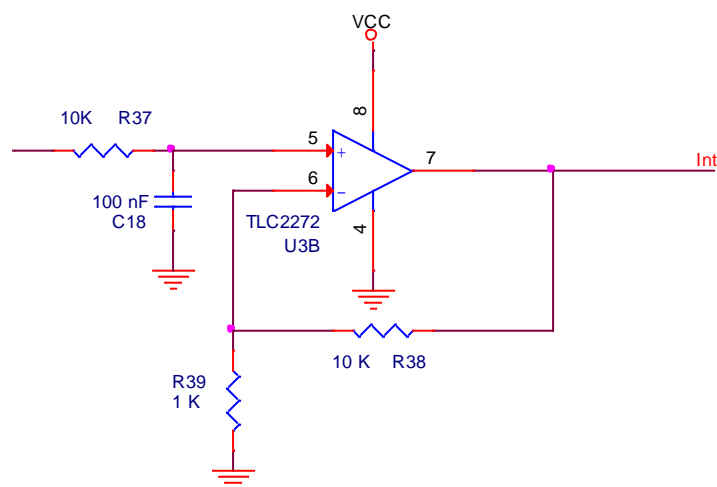 VCC
8
10K R37
5
+
7
6
−
Int
100 nF
C18
TLC2272
U3B
4
10 K R38
R39
1 K